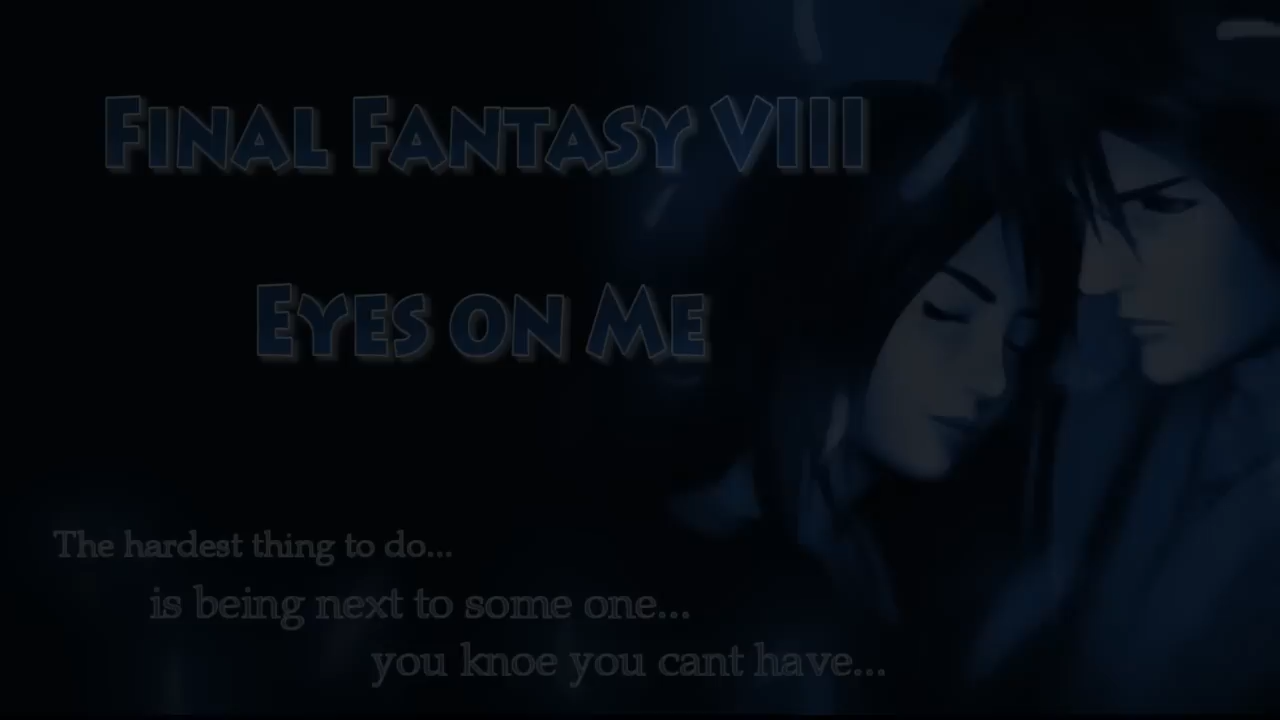 Final Fantasy VIII
Eyes on Me
The hardest thing to do...
is being next to some one...
you knoe you cant have...